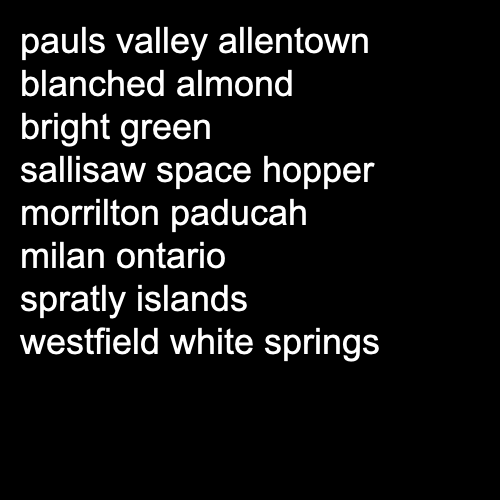 pauls valley allentown
blanched almond
bright green
sallisaw space hopper
morrilton paducah
milan ontario
spratly islands
westfield white springs